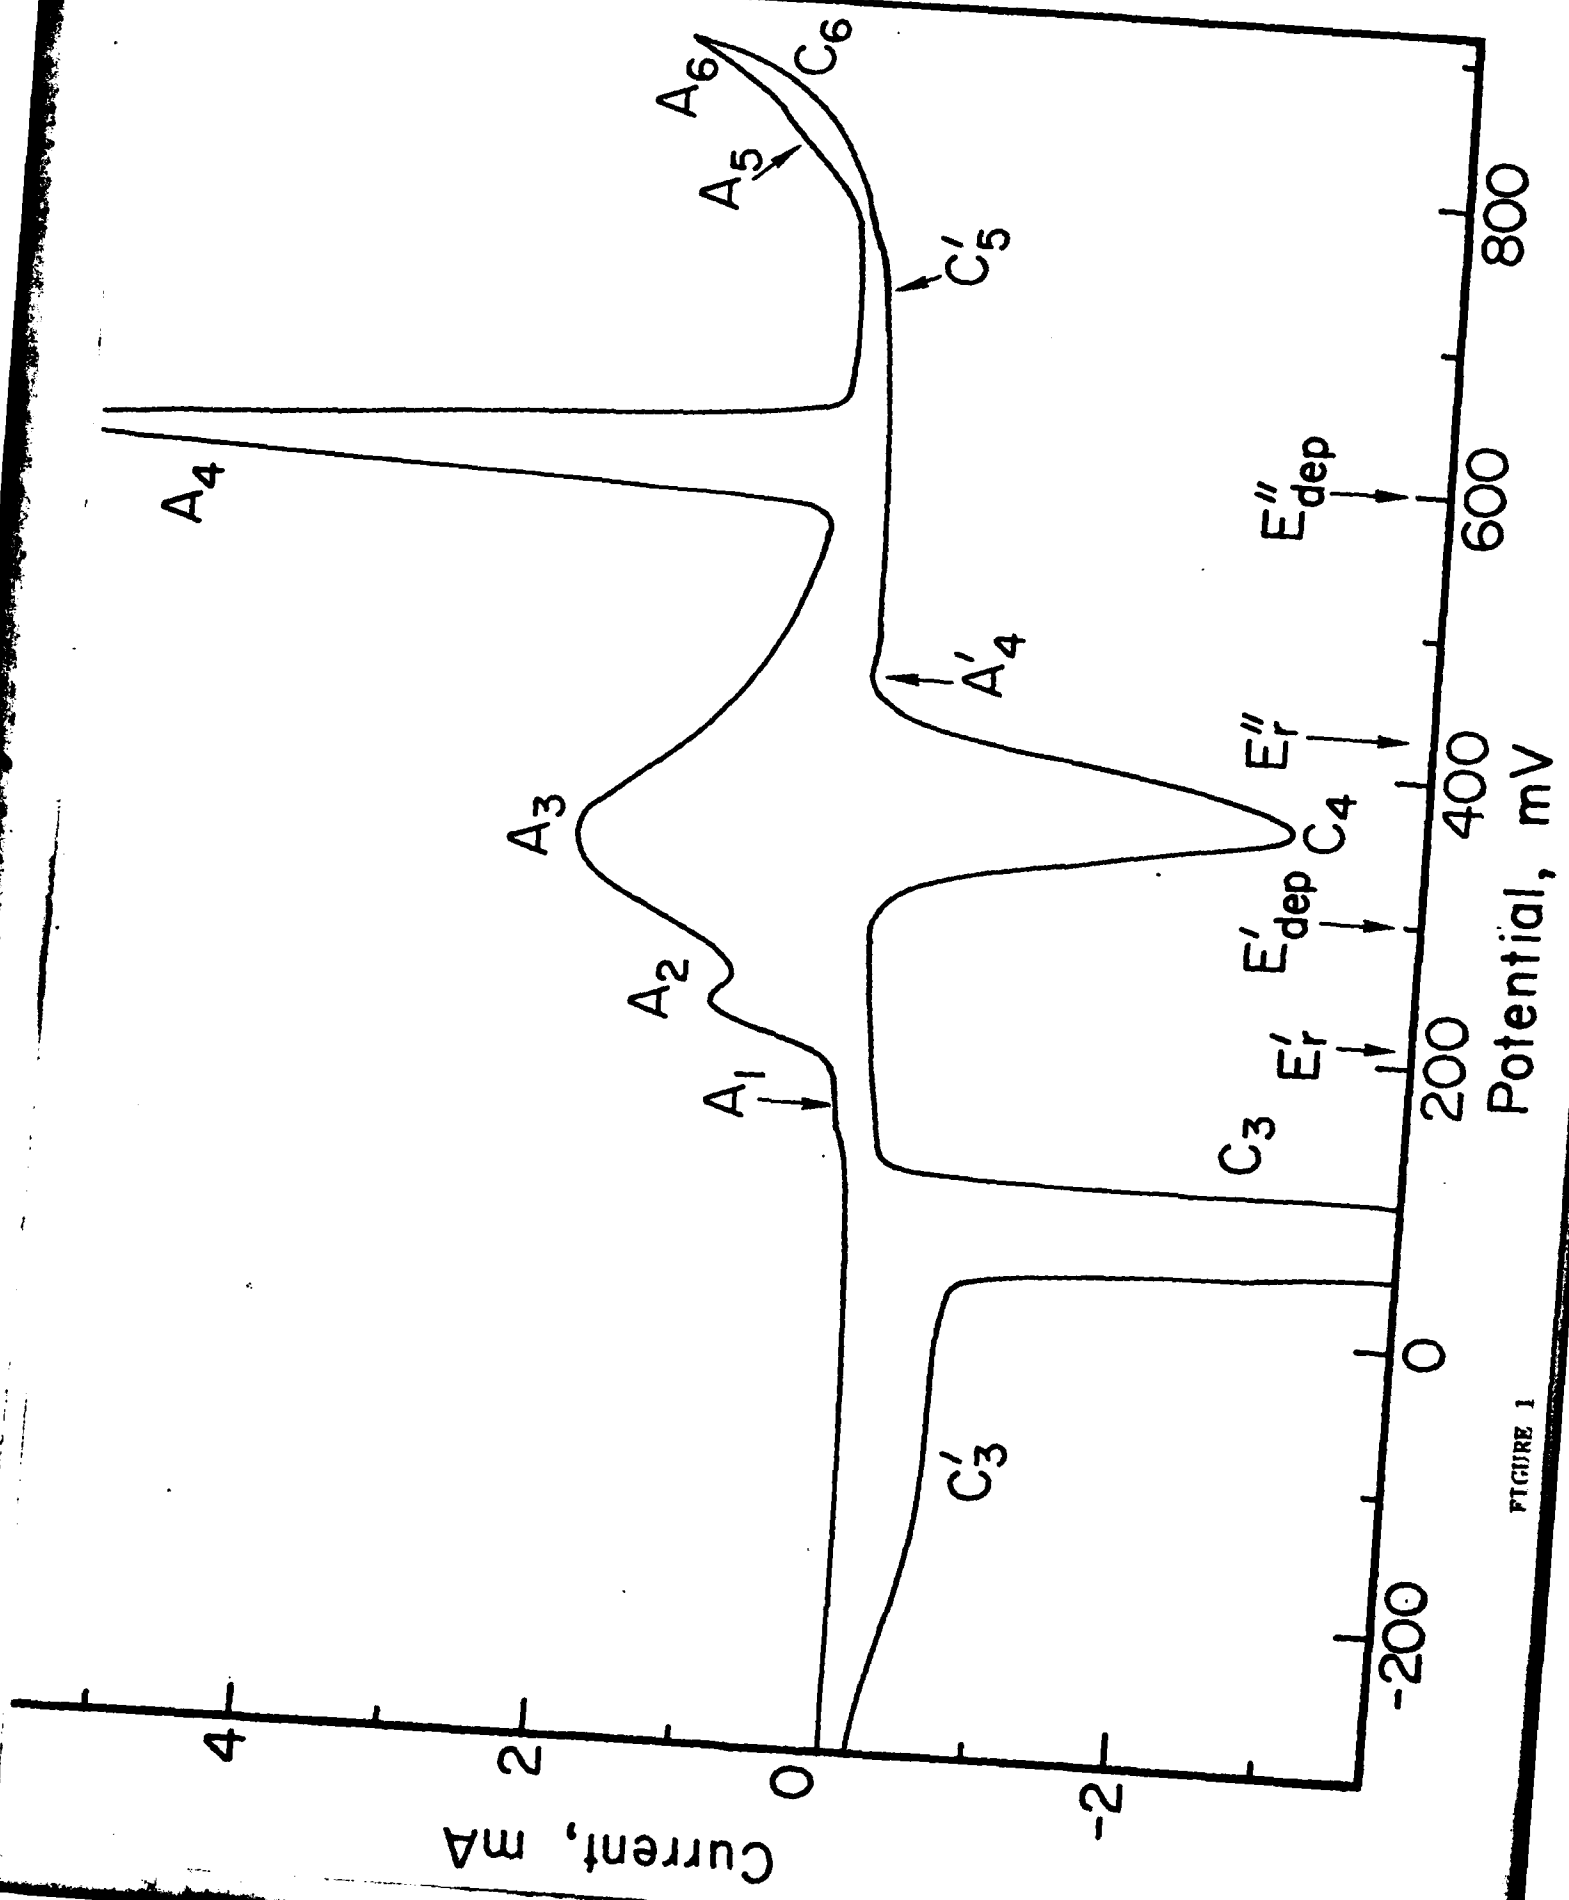 Current, mA
4
2
0
-2
A1
A2
A3
A4
A5
A6
C6
C'5
A'4
C4
C3
C'3
E'r
E'dep
E''r
E''dep
-200
0
200
400
600
800
Potential, mV
FIGURE 1